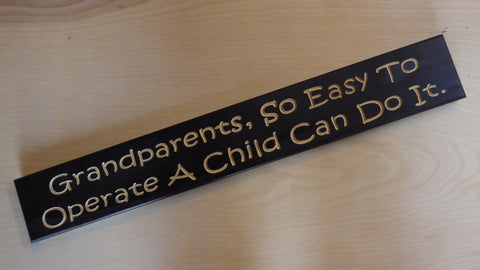 Grandparents, So Easy To
Operate A Child Can Do It.